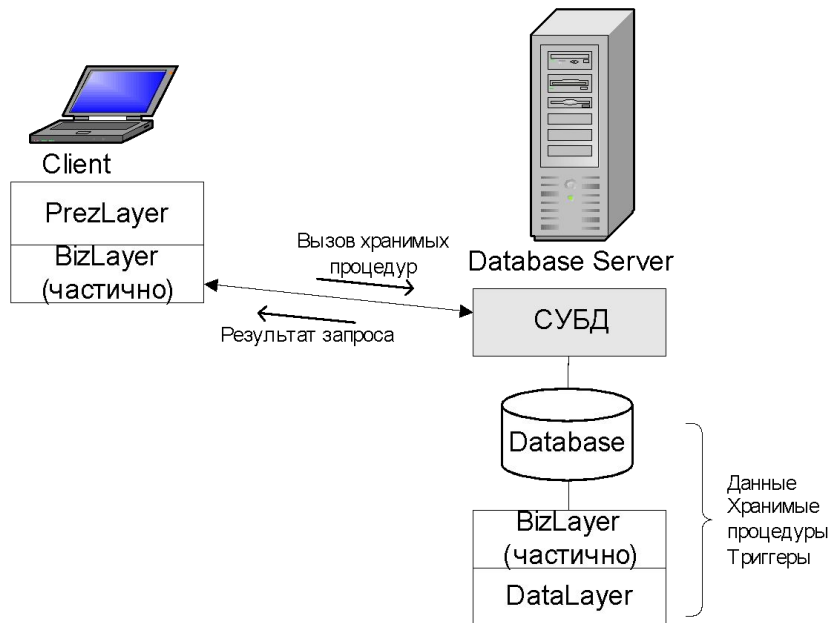 Client
PrezLayer
BizLayer
(частично)
Вызов хранимых
процедур
Результат запроса
Database Server
СУБД
Database
BizLayer
(частично)
DataLayer
Данные
Хранимые
процедуры
Триггеры